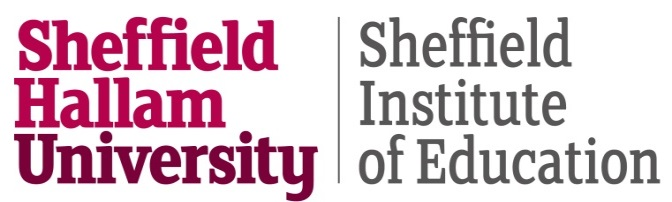 Sheffield
Hallam
University
Sheffield
Institute
of Education